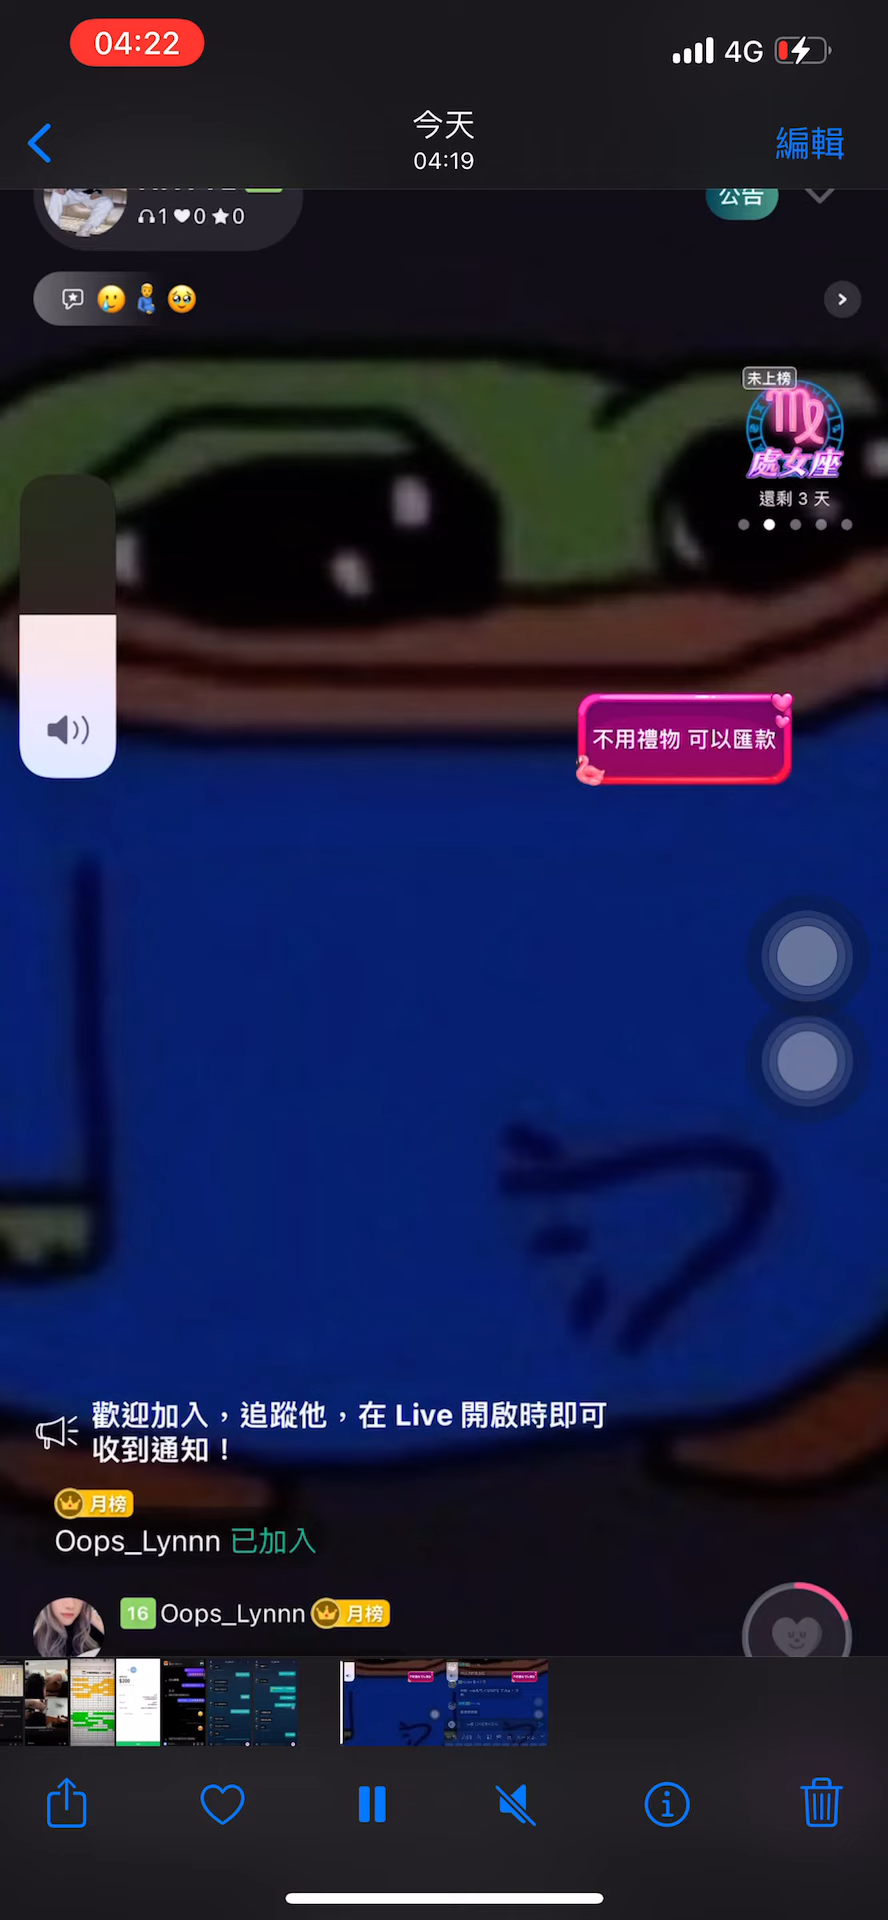 04:22
4G
今天
04:19
編輯
1 0 0
公告
未上榜
處女座
還剩 3 天
不用禮物 可以匯款
歡迎加入，追蹤他，在 Live 開啟時即可
收到通知！
月榜
Oops_Lynnn 已加入
16 Oops_Lynnn 月榜
$200